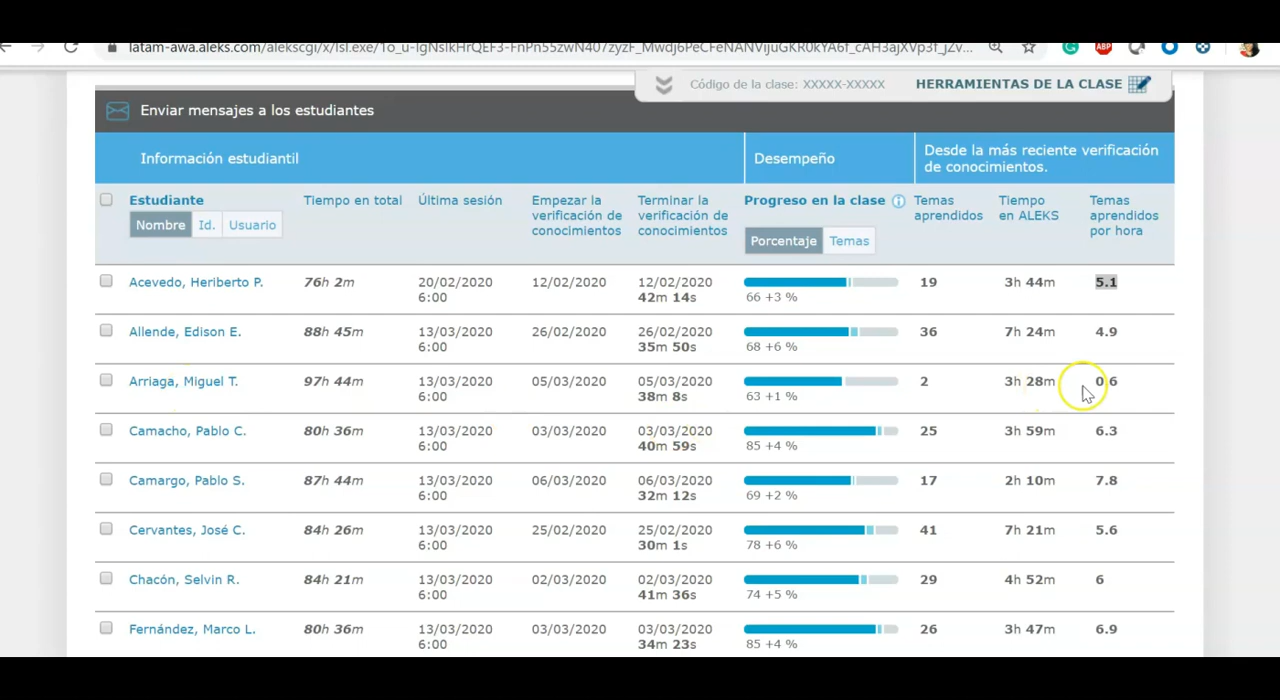 Código de la clase: XXXXX-XXXXX
HERRAMIENTAS DE LA CLASE
Enviar mensajes a los estudiantes
Información estudiantil
Desempeño
Desde la más reciente verificación
de conocimientos.
Estudiante
Tiempo en total
Última sesión
Empezar la
verificación de
conocimientos
Terminar la
verificación de
conocimientos
Progreso en la clase
Temas
aprendidos
Tiempo
en ALEKS
Temas
aprendidos
por hora
Nombre Id. Usuario
Porcentaje Temas
Acevedo, Heriberto P. 76h 2m 20/02/2020 12/02/2020 12/02/2020 19 3h 44m 5.1
6:00 42m 14s 66 +3 %
Allende, Edison E. 88h 45m 13/03/2020 26/02/2020 26/02/2020 36 7h 24m 4.9
6:00 35m 50s 68 +6 %
Arriaga, Miguel T. 97h 44m 13/03/2020 05/03/2020 05/03/2020 2 3h 28m 0.6
6:00 38m 8s 63 +1 %
Camacho, Pablo C. 80h 36m 13/03/2020 03/03/2020 03/03/2020 25 3h 59m 6.3
6:00 40m 59s 85 +4 %
Camargo, Pablo S. 87h 44m 13/03/2020 06/03/2020 06/03/2020 17 2h 10m 7.8
6:00 32m 12s 69 +2 %
Cervantes, José C. 84h 26m 13/03/2020 25/02/2020 25/02/2020 41 7h 21m 5.6
6:00 30m 1s 78 +6 %
Chacón, Selvin R. 84h 21m 13/03/2020 02/03/2020 02/03/2020 29 4h 52m 6
6:00 41m 36s 74 +5 %
Fernández, Marco L. 80h 36m 13/03/2020 03/03/2020 03/03/2020 26 3h 47m 6.9
6:00 34m 23s 85 +4 %